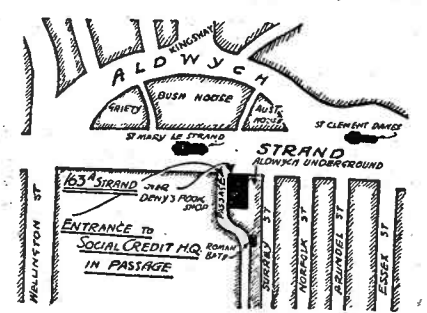 KINGSWAY
ALDWYCH
GAIETY
BUSH HOUSE
AUST. HOUSE
ST CLEMENT DANES
ST MARY LE STRAND
STRAND
ALDWYCH UNDERGROUND
163A STRAND
NEAR
DENYS BOOK
SHOP
PASSAGE
ENTRANCE TO
SOCIAL CREDIT H.Q.
IN PASSAGE
ROMAN
BATH
WELLINGTON ST
SURREY ST
NORFOLK ST
ARUNDEL ST
ESSEX ST